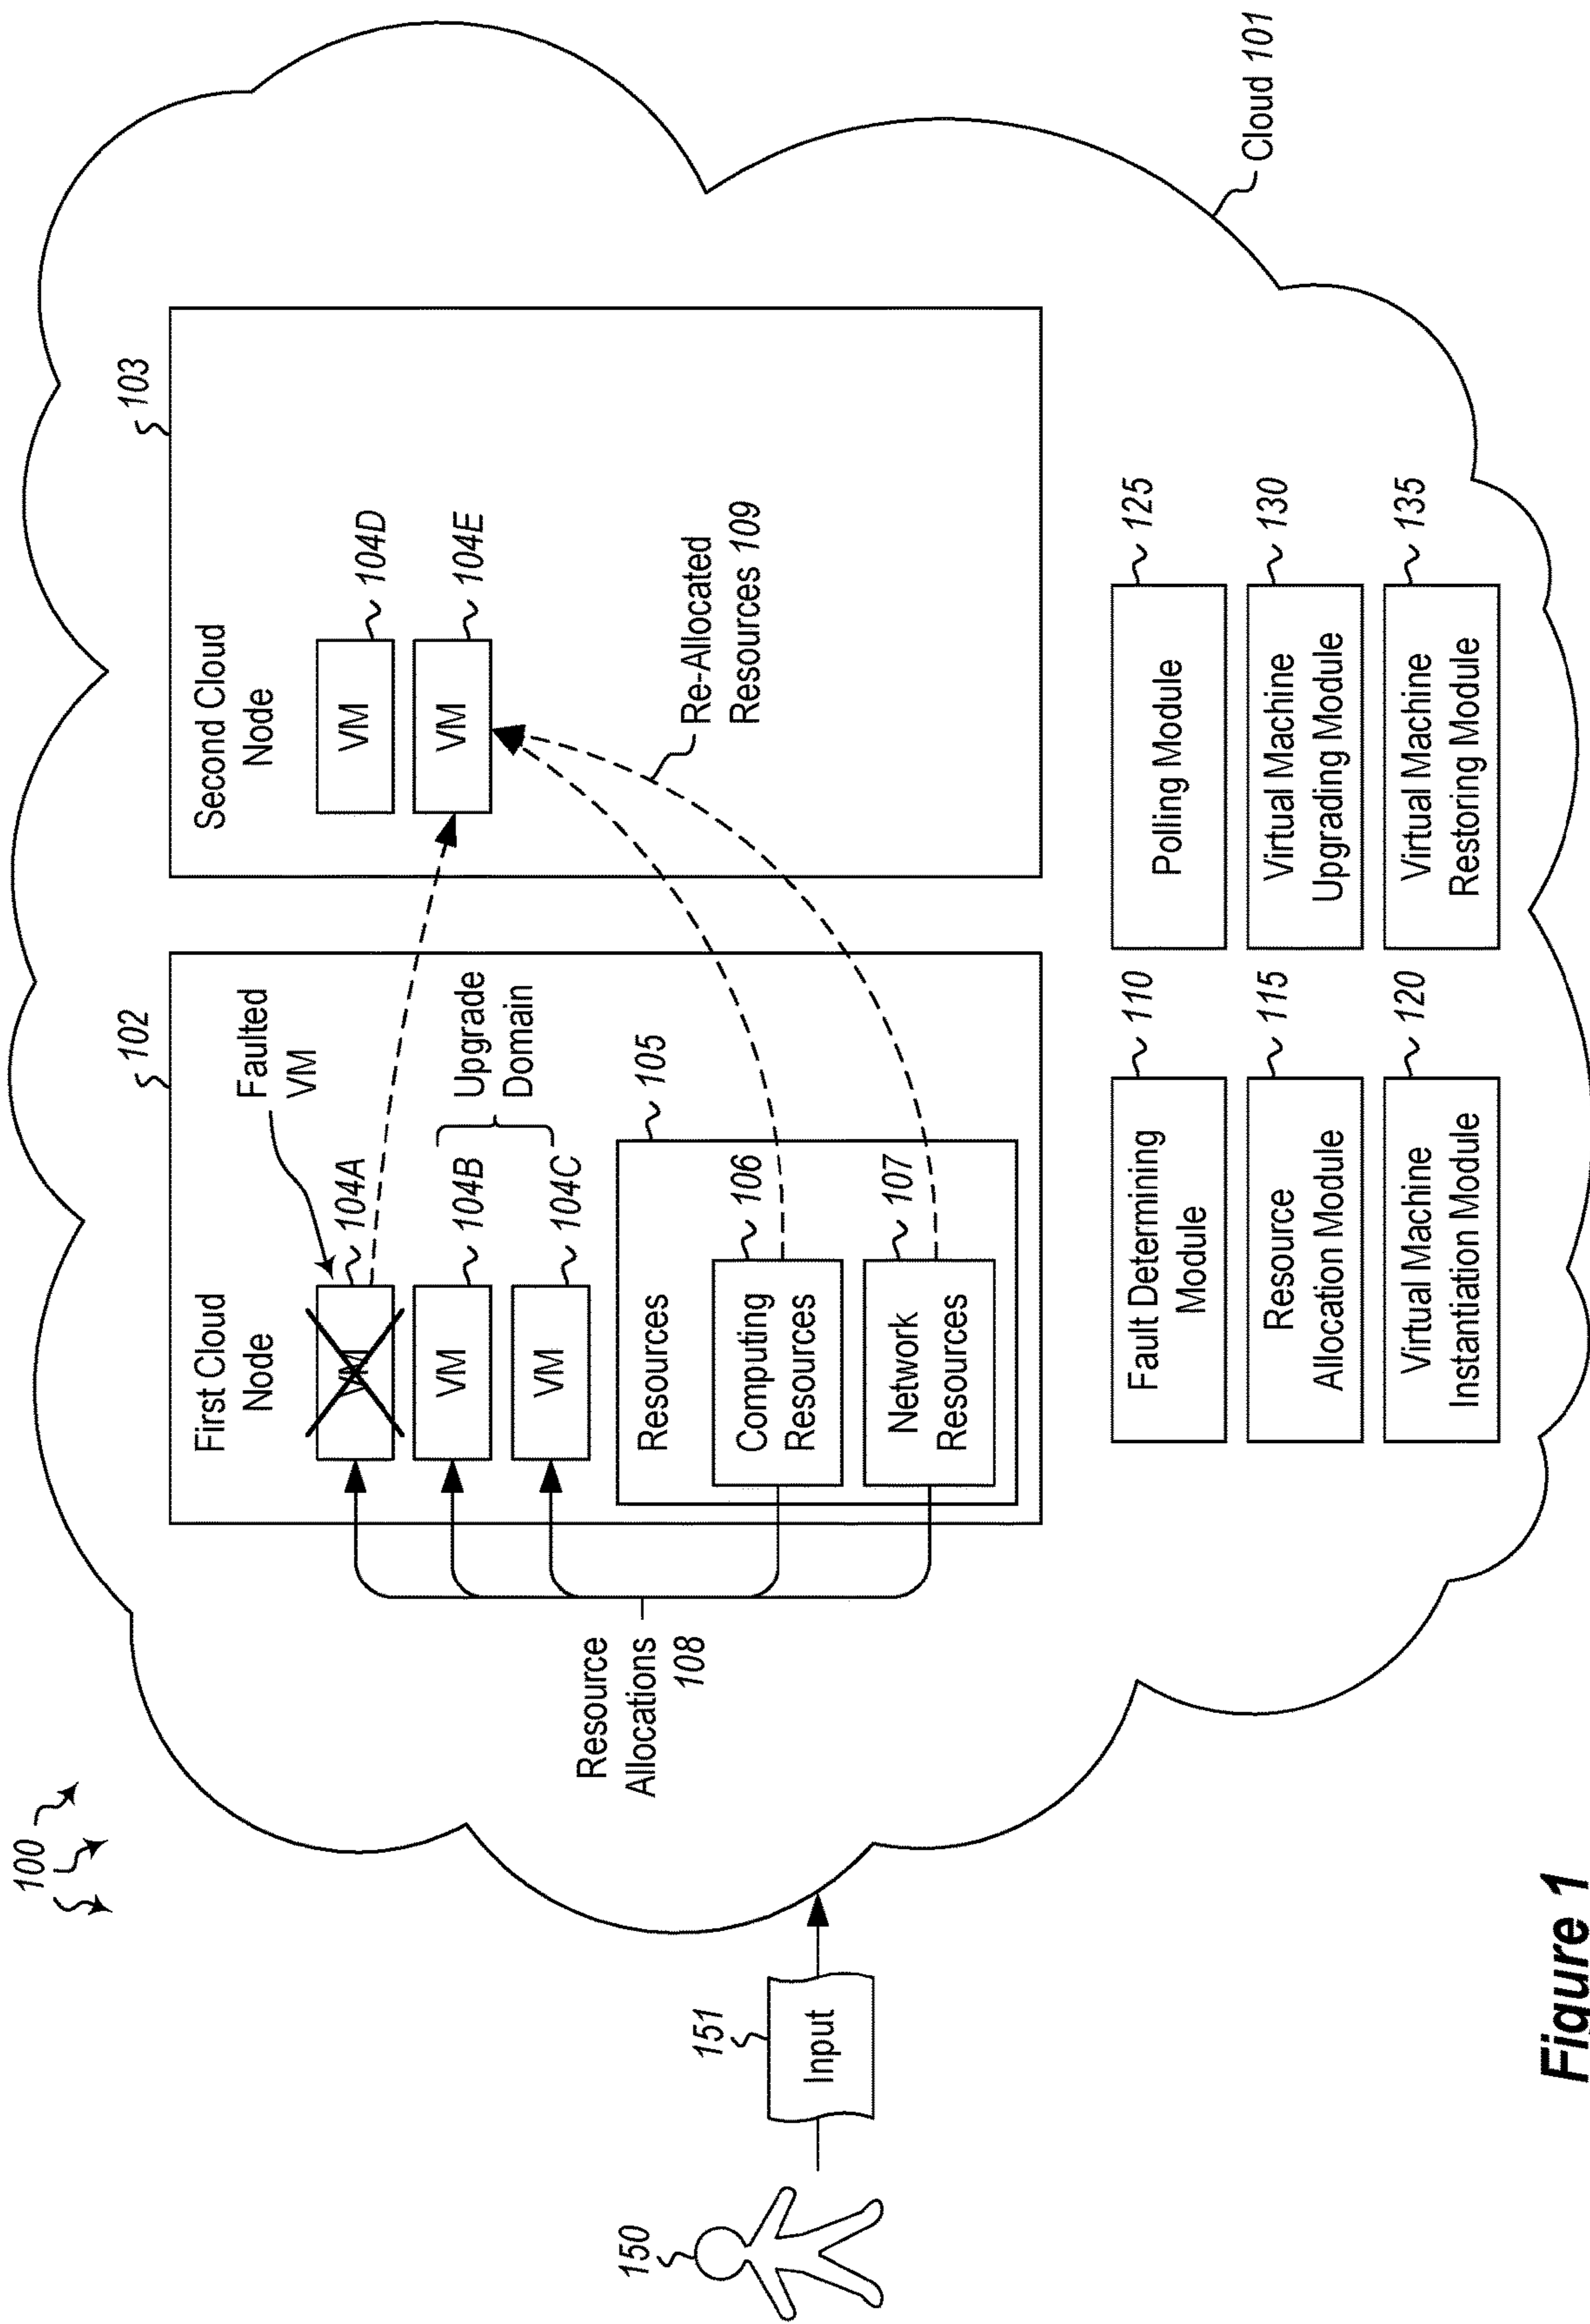 100
First Cloud
Node
102
Faulted
VM
VM
104A
VM
104B
VM
104C
Upgrade
Domain
Resources
105
Computing
Resources
106
Network
Resources
107
Resource
Allocations
108
Second Cloud
Node
103
VM
104D
VM
104E
Re-Allocated
Resources 109
Fault Determining
Module
110
Polling Module
125
Resource
Allocation Module
115
Virtual Machine
Upgrading Module
130
Virtual Machine
Instantiation Module
120
Virtual Machine
Restoring Module
135
Cloud 101
150
Input
151
Figure 1